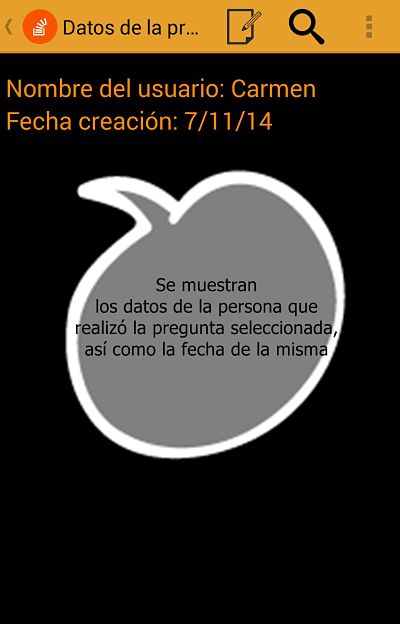 Datos de la pr...
Nombre del usuario: Carmen
Fecha creación: 7/11/14
Se muestran
los datos de la persona que
realizó la pregunta seleccionada,
así como la fecha de la misma